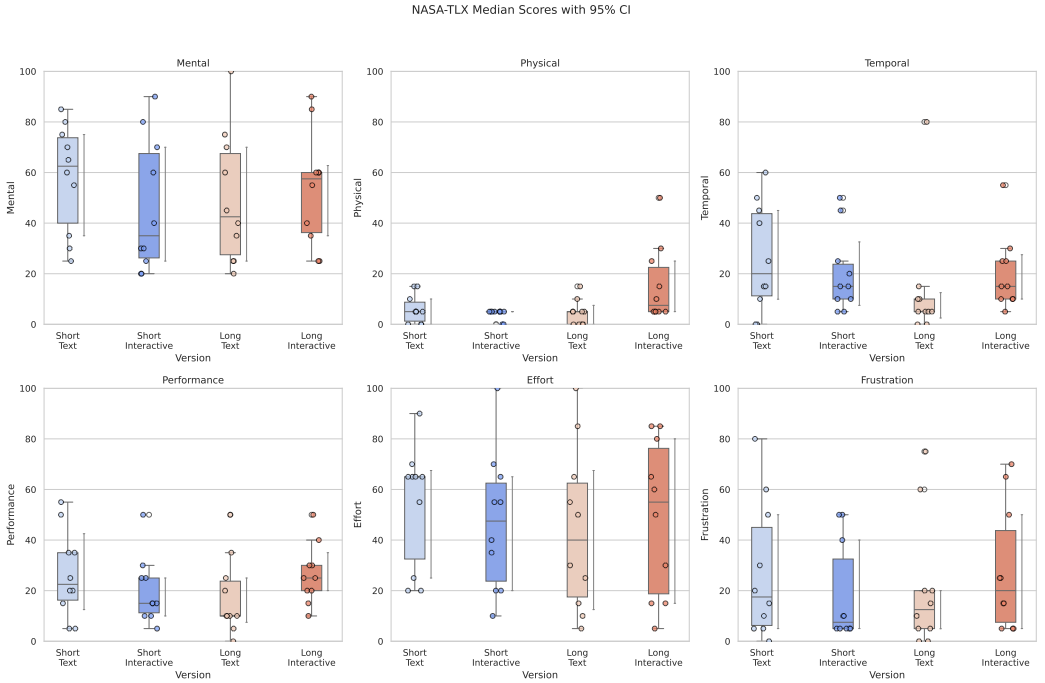 NASA-TLX Median Scores with 95% CI
Mental
Mental
100
80
60
40
20
0
Short Text
Short Interactive
Long Text
Long Interactive
Version
Physical
Physical
100
80
60
40
20
0
Short Text
Short Interactive
Long Text
Long Interactive
Version
Temporal
Temporal
100
80
60
40
20
0
Short Text
Short Interactive
Long Text
Long Interactive
Version
Performance
Performance
100
80
60
40
20
0
Short Text
Short Interactive
Long Text
Long Interactive
Version
Effort
Effort
100
80
60
40
20
0
Short Text
Short Interactive
Long Text
Long Interactive
Version
Frustration
Frustration
100
80
60
40
20
0
Short Text
Short Interactive
Long Text
Long Interactive
Version